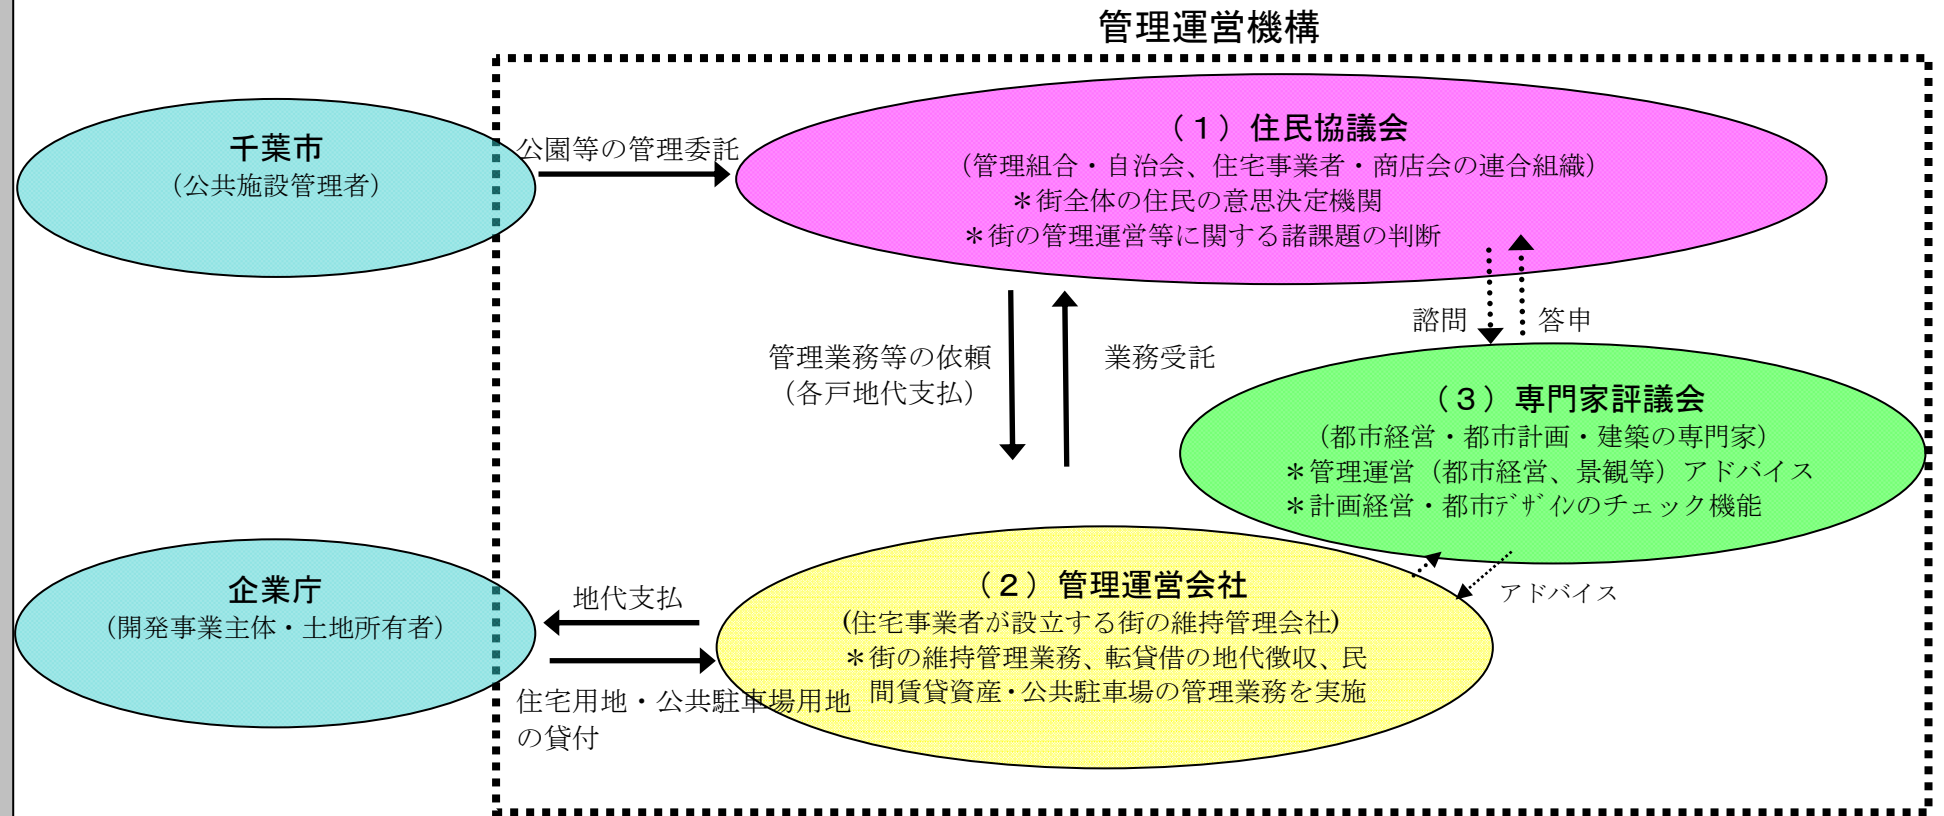 管理運営機構
千葉市
（公共施設管理者）
公園等の管理委託
（１）住民協議会
（管理組合・自治会、住宅事業者・商店会の連合組織）
＊街全体の住民の意思決定機関
＊街の管理運営等に関する諸課題の判断
諮問
答申
管理業務等の依頼
（各戸地代支払）
業務受託
（３）専門家評議会
（都市経営・都市計画・建築の専門家）
＊管理運営（都市経営、景観等）アドバイス
＊計画経営・都市ﾃﾞｻﾞｲﾝのチェック機能
企業庁
（開発事業主体・土地所有者）
地代支払
住宅用地・公共駐車場用地
の貸付
（２）管理運営会社
(住宅事業者が設立する街の維持管理会社)
＊街の維持管理業務、転貸借の地代徴収、民
間賃貸資産・公共駐車場の管理業務を実施
アドバイス